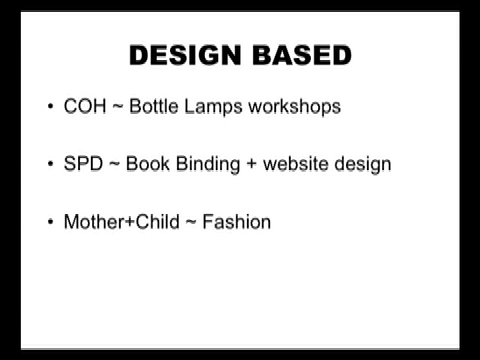 DESIGN BASED
• COH ~ Bottle Lamps workshops
• SPD ~ Book Binding + website design
• Mother+Child ~ Fashion